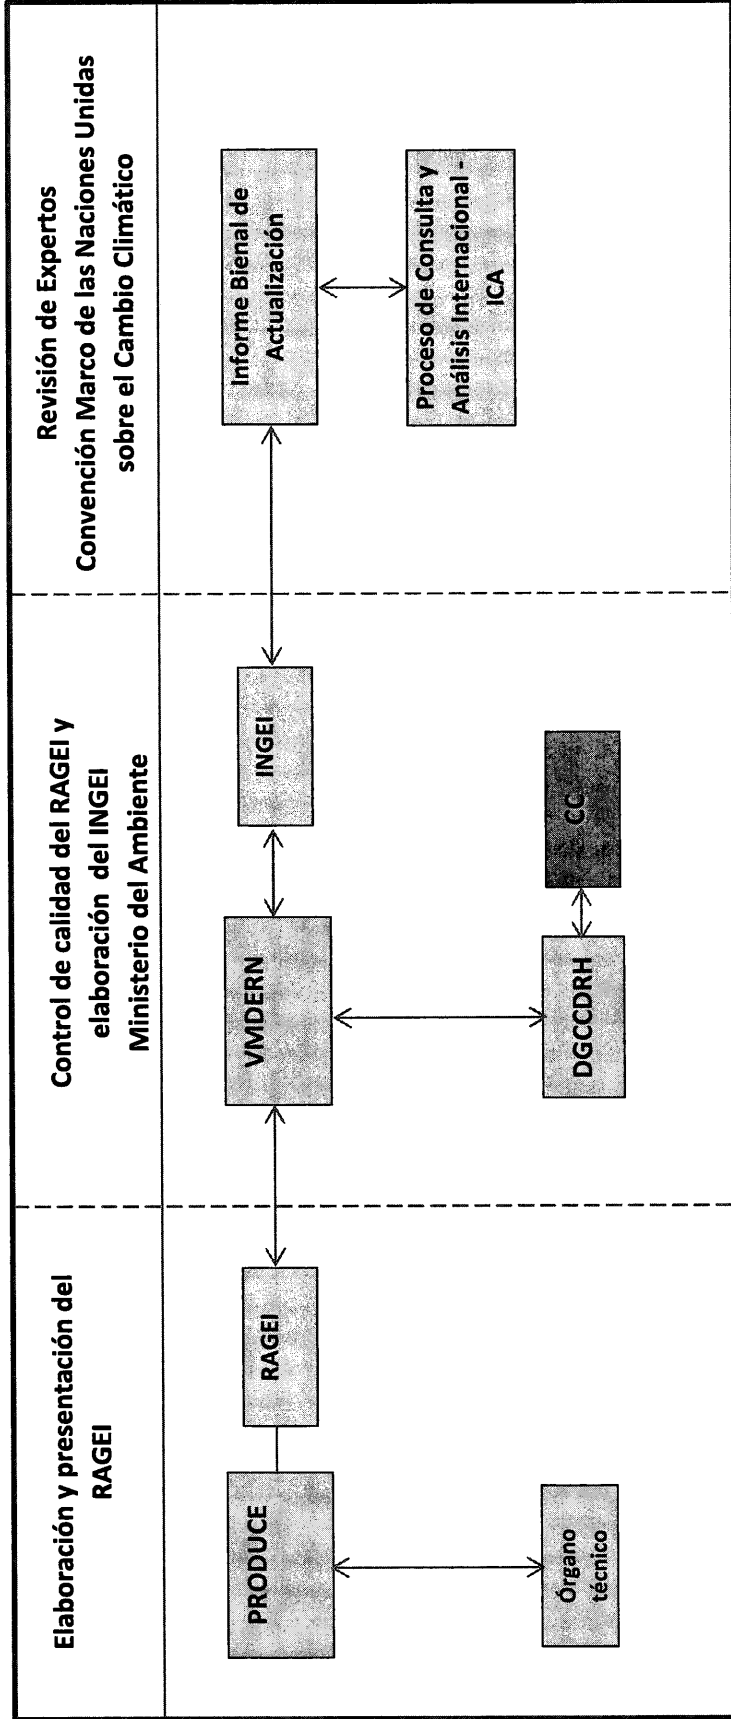 Elaboración y presentación del
RAGEI
Control de calidad del RAGEI y
elaboración del INGEI
Ministerio del Ambiente
Revisión de Expertos
Convención Marco de las Naciones Unidas
sobre el Cambio Climático
PRODUCE
RAGEI
Órgano
técnico
VMDERN
INGEI
DGCCDRH
CC
Informe Bienal de
Actualización
Proceso de Consulta y
Análisis Internacional -
ICA